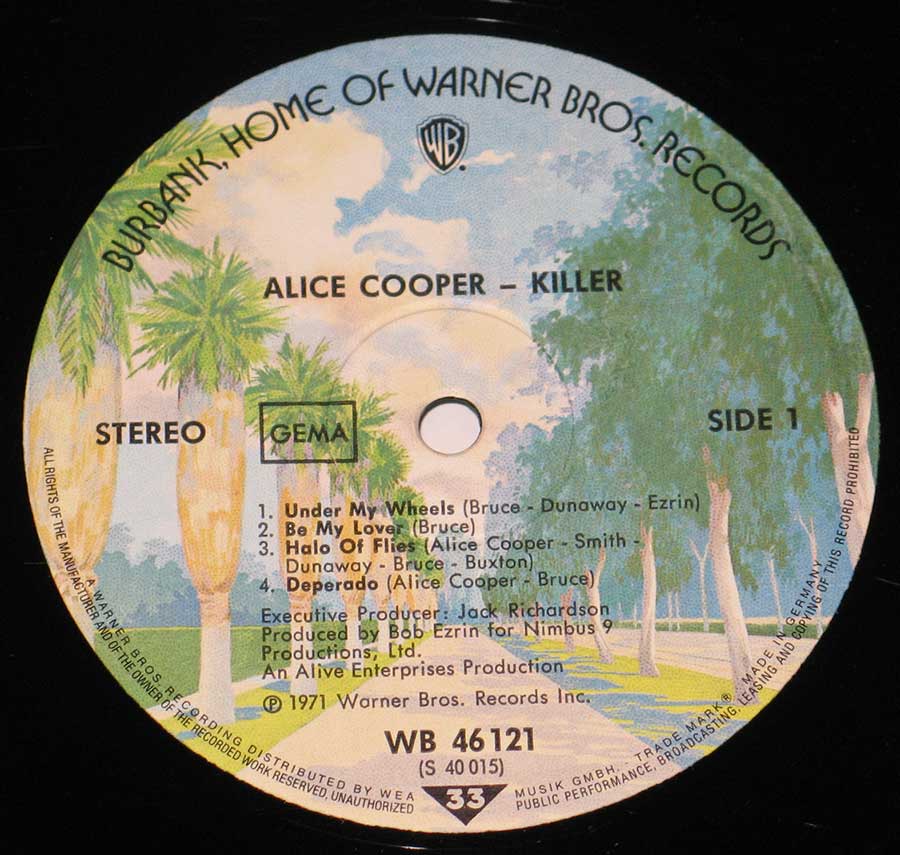 BURBANK, HOME OF WARNER BROS. RECORDS
WB
ALICE COOPER – KILLER
STEREO
GEMA
SIDE 1
1. Under My Wheels (Bruce - Dunaway - Ezrin)
2. Be My Lover (Bruce)
3. Halo Of Flies (Alice Cooper - Smith -
Dunaway - Bruce - Buxton)
4. Deperado (Alice Cooper - Bruce)
Executive Producer: Jack Richardson
Produced by Bob Ezrin for Nimbus 9
Productions, Ltd.
An Alive Enterprises Production
Ⓟ 1971 Warner Bros. Records Inc.
WB 46 121
(S 40 015)
33
A WARNER BROS. RECORDING DISTRIBUTED BY WEA MUSIK GMBH. - TRADE MARK® MADE IN GERMANY
ALL RIGHTS OF THE MANUFACTURER AND OF THE OWNER OF THE RECORDED WORK RESERVED, UNAUTHORIZED PUBLIC PERFORMANCE, BROADCASTING, LEASING AND COPYING OF THIS RECORD PROHIBITED